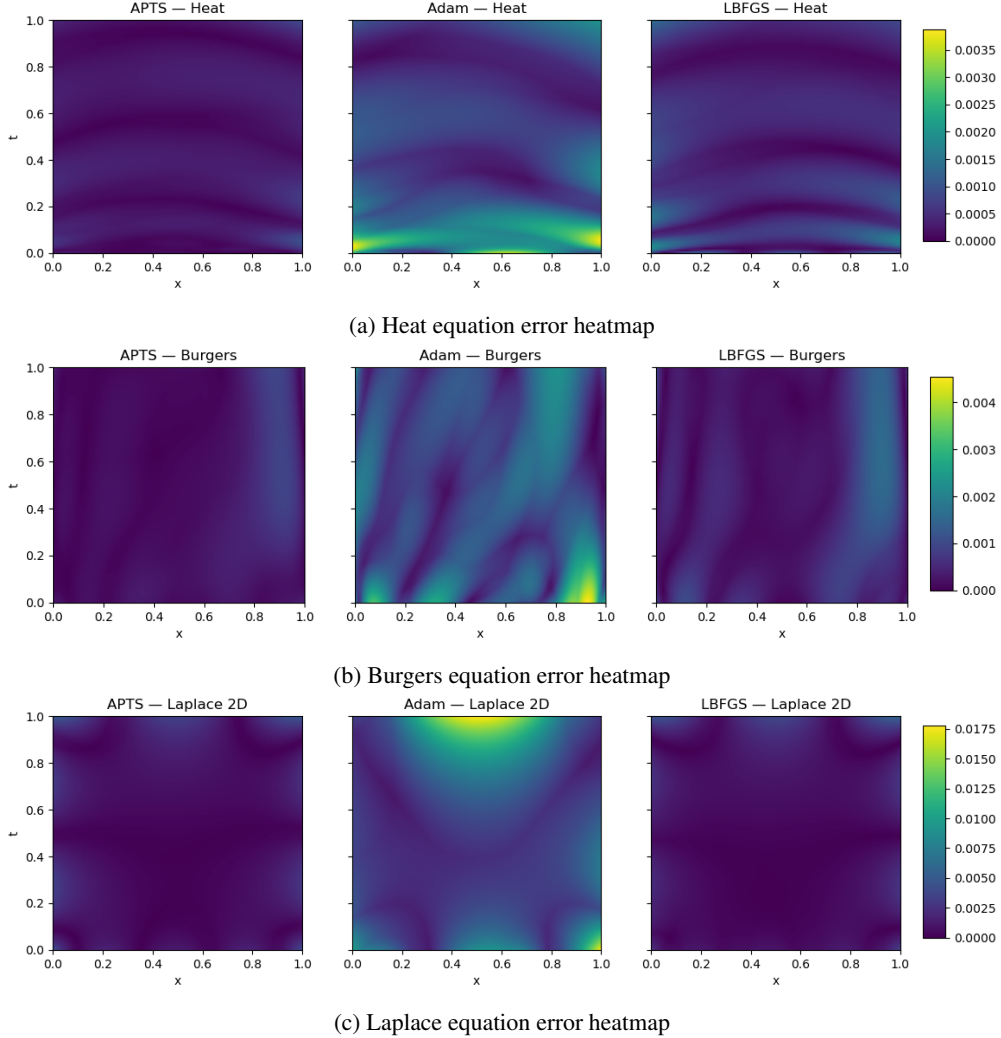 APTS — Heat
Adam — Heat
LBFGS — Heat
1.0
0.8
0.6
0.4
0.2
0.0
t
0.0 0.2 0.4 0.6 0.8 1.0
x
0.0 0.2 0.4 0.6 0.8 1.0
x
0.0 0.2 0.4 0.6 0.8 1.0
x
0.0035
0.0030
0.0025
0.0020
0.0015
0.0010
0.0005
0.0000
(a) Heat equation error heatmap
APTS — Burgers
Adam — Burgers
LBFGS — Burgers
1.0
0.8
0.6
0.4
0.2
0.0
t
0.0 0.2 0.4 0.6 0.8 1.0
x
0.0 0.2 0.4 0.6 0.8 1.0
x
0.0 0.2 0.4 0.6 0.8 1.0
x
0.004
0.003
0.002
0.001
0.000
(b) Burgers equation error heatmap
APTS — Laplace 2D
Adam — Laplace 2D
LBFGS — Laplace 2D
1.0
0.8
0.6
0.4
0.2
0.0
t
0.0 0.2 0.4 0.6 0.8 1.0
x
0.0 0.2 0.4 0.6 0.8 1.0
x
0.0 0.2 0.4 0.6 0.8 1.0
x
0.0175
0.0150
0.0125
0.0100
0.0075
0.0050
0.0025
0.0000
(c) Laplace equation error heatmap